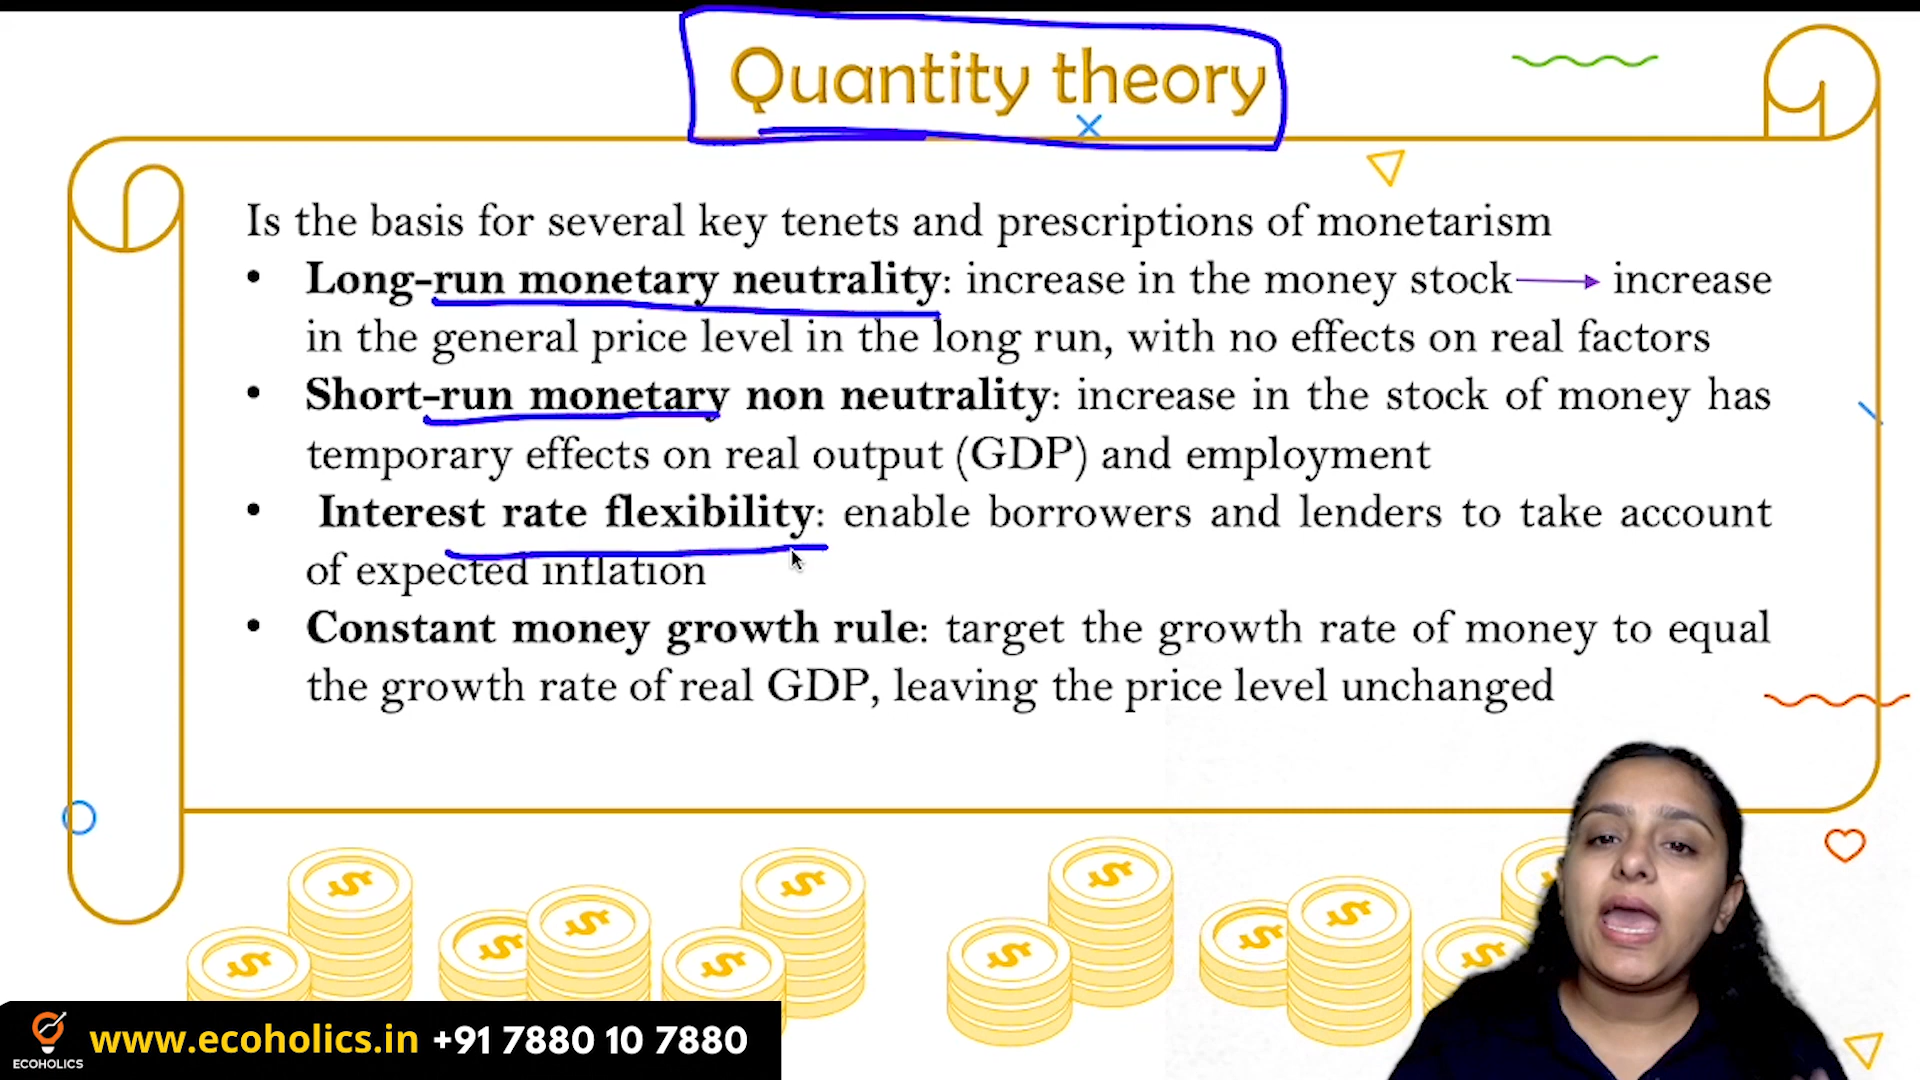 Quantity theory
Is the basis for several key tenets and prescriptions of monetarism
• Long-run monetary neutrality: increase in the money stock → increase
in the general price level in the long run, with no effects on real factors
• Short-run monetary non neutrality: increase in the stock of money has
temporary effects on real output (GDP) and employment
• Interest rate flexibility: enable borrowers and lenders to take account
of expected inflation
• Constant money growth rule: target the growth rate of money to equal
the growth rate of real GDP, leaving the price level unchanged
www.ecoholics.in +91 7880 10 7880
ECOHOLICS